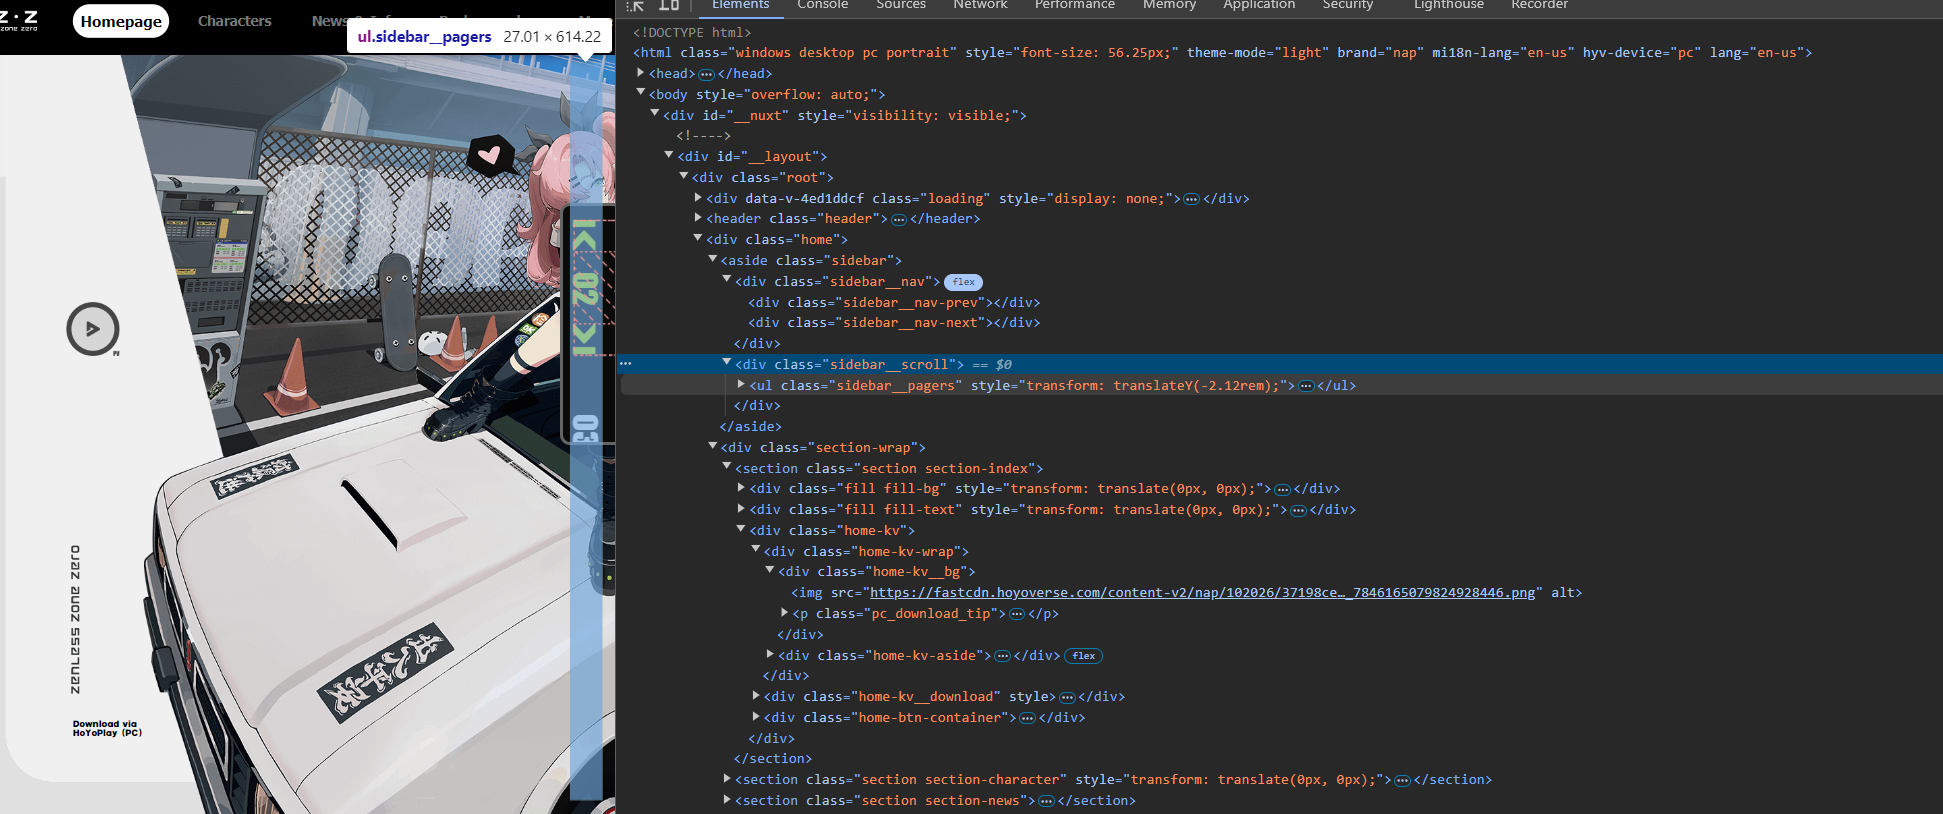 Z·Z
zone zero
Homepage
Characters
ul.sidebar__pagers 27.01 × 614.22
02
03
ZENLESS ZONE ZERO
Download via
HoYoPlay (PC)
Elements
Console
Sources
Network
Performance
Memory
Application
Security
Lighthouse
Recorder
<!DOCTYPE html>
<html class="windows desktop pc portrait" style="font-size: 56.25px;" theme-mode="light" brand="nap" mi18n-lang="en-us" hyv-device="pc" lang="en-us">
<head>…</head>
<body style="overflow: auto;">
<div id="__nuxt" style="visibility: visible;">
<!---->
<div id="__layout">
<div class="root">
<div data-v-4ed1ddcf class="loading" style="display: none;">…</div>
<header class="header">…</header>
<div class="home">
<aside class="sidebar">
<div class="sidebar__nav"> flex
<div class="sidebar__nav-prev"></div>
<div class="sidebar__nav-next"></div>
</div>
<div class="sidebar__scroll"> == $0
<ul class="sidebar__pagers" style="transform: translateY(-2.12rem);">…</ul>
</div>
</aside>
<div class="section-wrap">
<section class="section section-index">
<div class="fill fill-bg" style="transform: translate(0px, 0px);">…</div>
<div class="fill fill-text" style="transform: translate(0px, 0px);">…</div>
<div class="home-kv">
<div class="home-kv-wrap">
<div class="home-kv__bg">
<img src="https://fastcdn.hoyoverse.com/content-v2/nap/102026/37198ce…_7846165079824928446.png" alt>
<p class="pc_download_tip">…</p>
</div>
<div class="home-kv-aside">…</div> flex
</div>
<div class="home-kv__download" style>…</div>
<div class="home-btn-container">…</div>
</div>
</section>
<section class="section section-character" style="transform: translate(0px, 0px);">…</section>
<section class="section section-news">…</section>